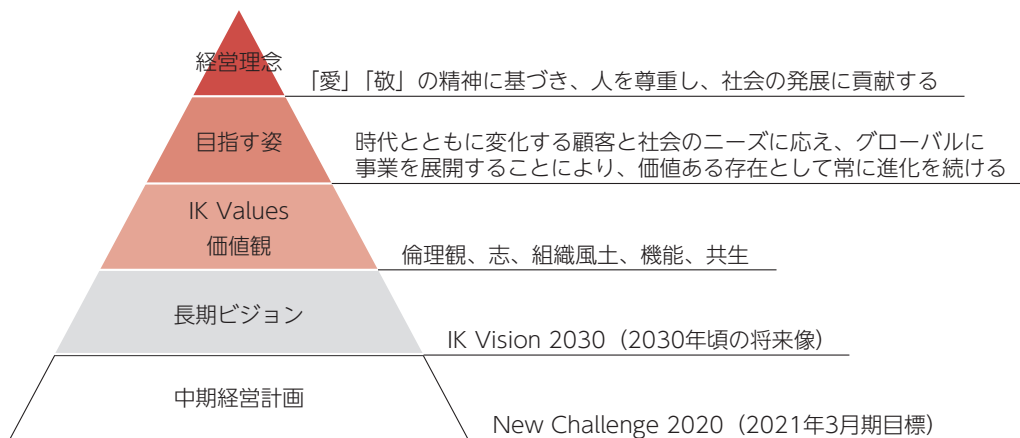 経営理念
「愛」「敬」の精神に基づき、人を尊重し、社会の発展に貢献する
目指す姿
時代とともに変化する顧客と社会のニーズに応え、グローバルに
事業を展開することにより、価値ある存在として常に進化を続ける
IK Values
価値観
倫理観、志、組織風土、機能、共生
長期ビジョン
IK Vision 2030（2030年頃の将来像）
中期経営計画
New Challenge 2020（2021年3月期目標）